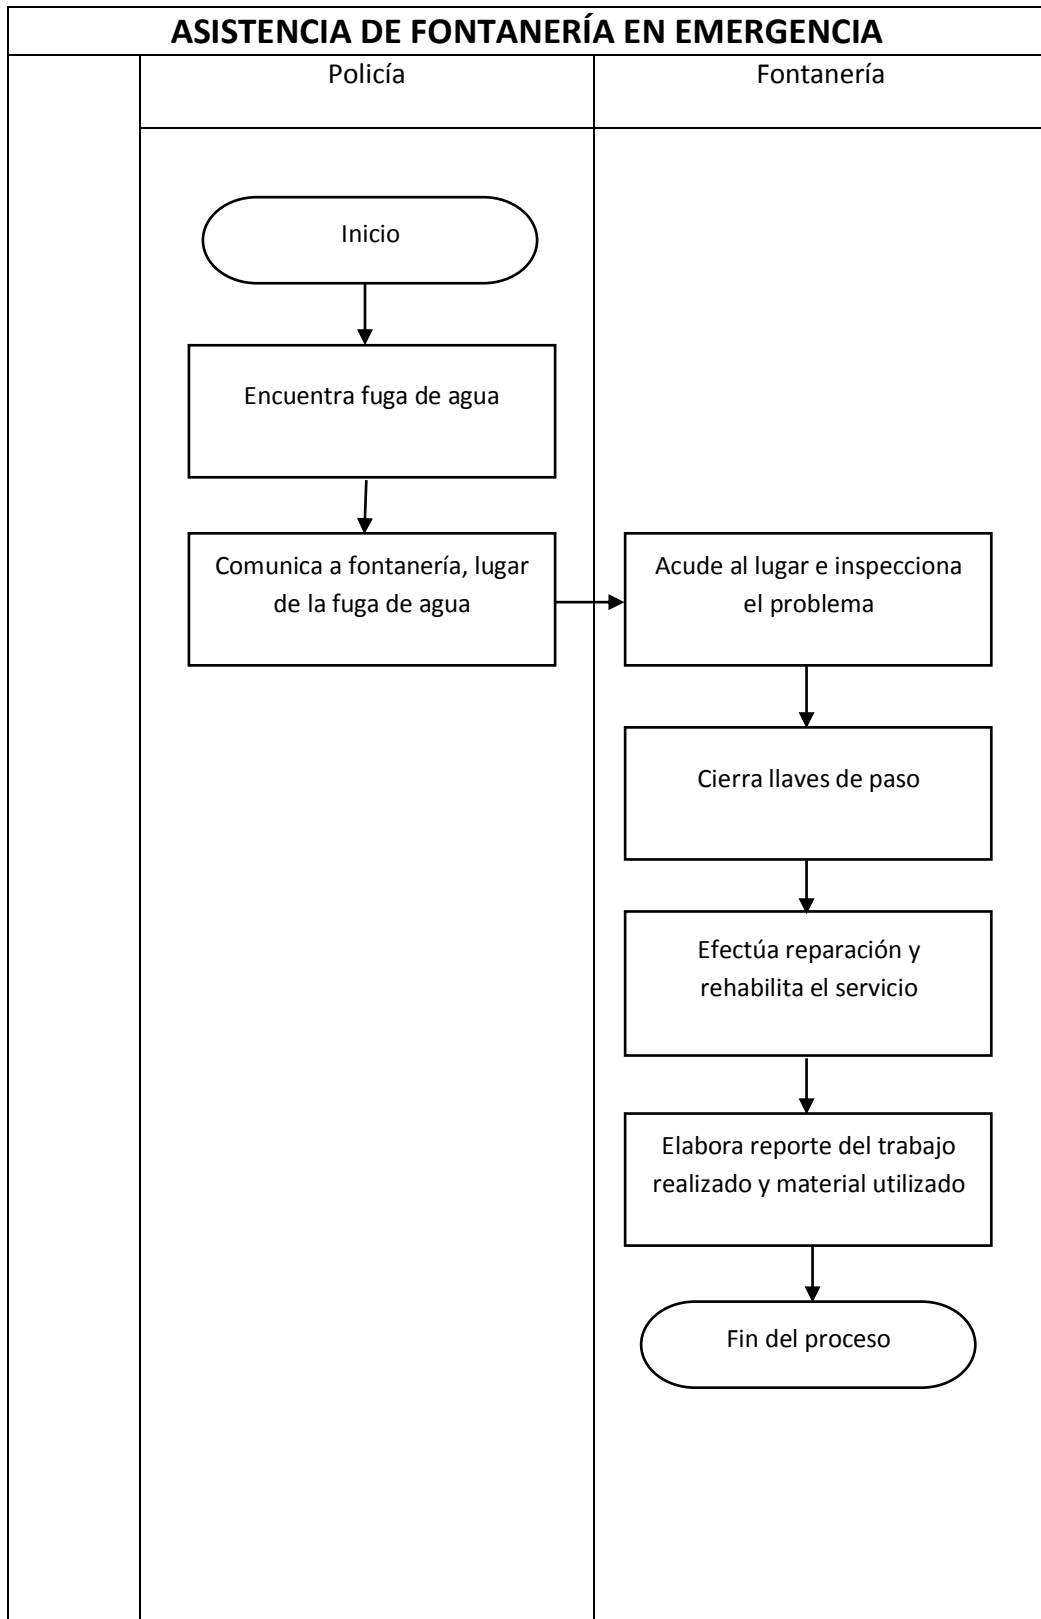 ASISTENCIA DE FONTANERÍA EN EMERGENCIA
Policía
Fontanería
Inicio
Encuentra fuga de agua
Comunica a fontanería, lugar
de la fuga de agua
Acude al lugar e inspecciona
el problema
Cierra llaves de paso
Efectúa reparación y
rehabilita el servicio
Elabora reporte del trabajo
realizado y material utilizado
Fin del proceso